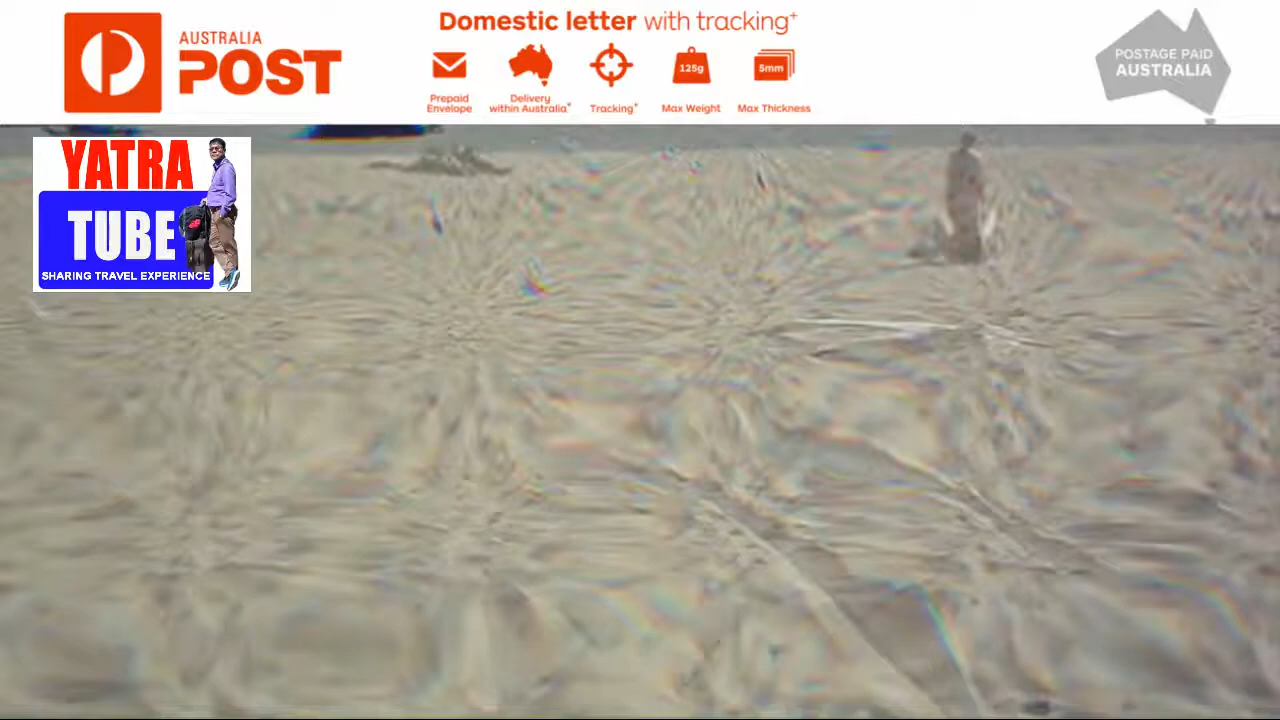 AUSTRALIA
POST
Domestic letter with tracking+
Prepaid
Envelope
Delivery
within Australia+
Tracking+
125g
Max Weight
5mm
Max Thickness
POSTAGE PAID
AUSTRALIA
YATRA
TUBE
SHARING TRAVEL EXPERIENCE